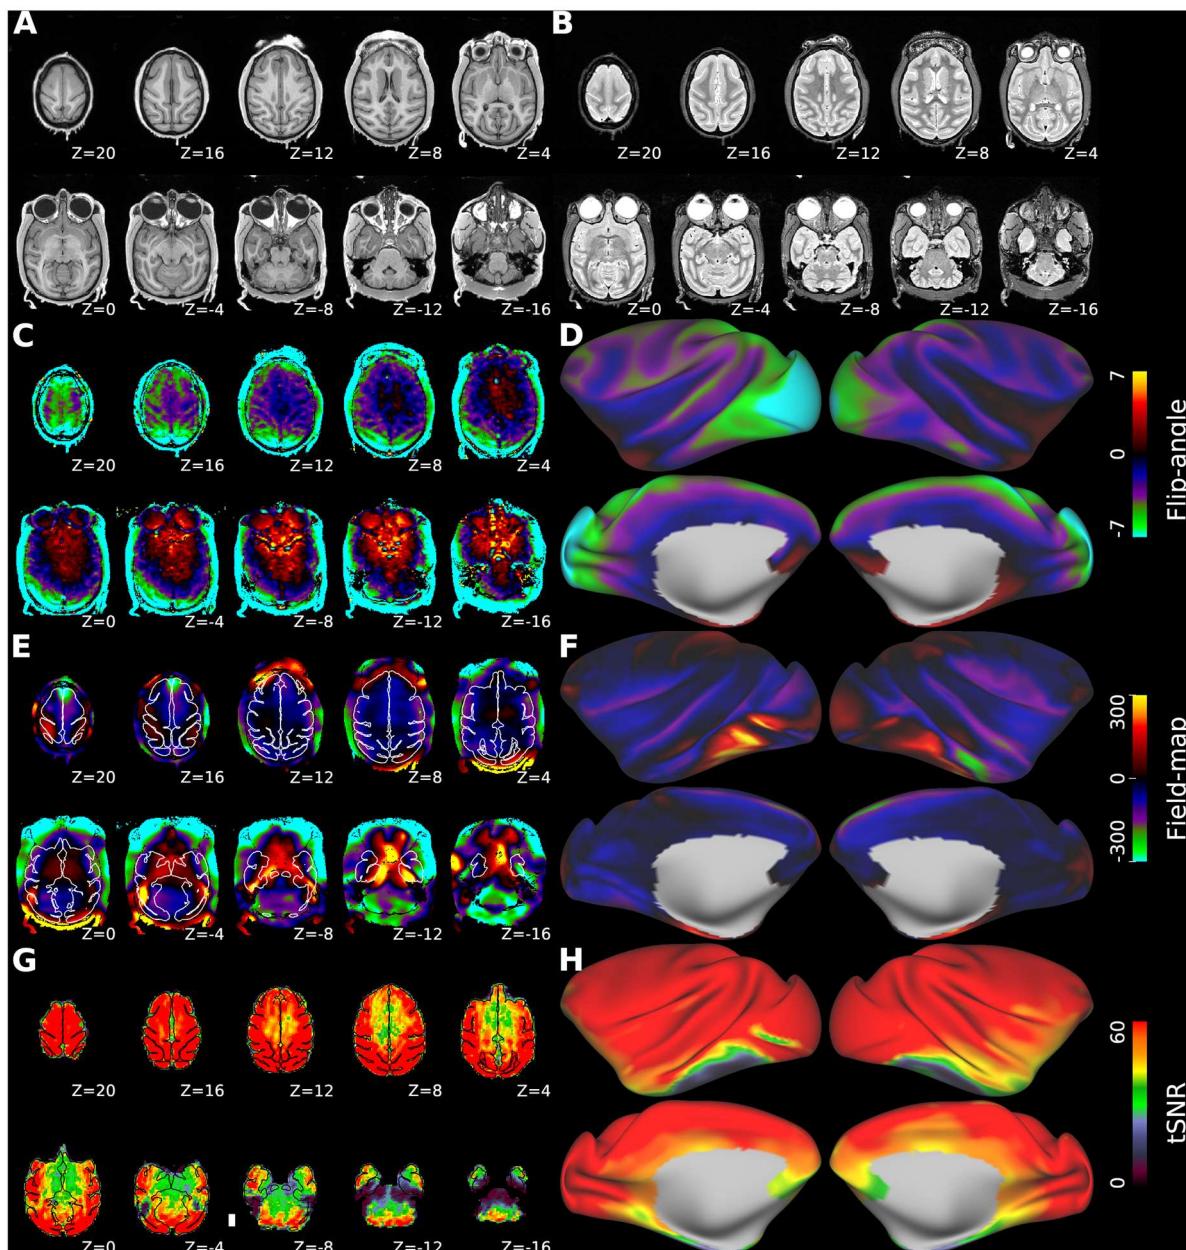 A B
Z=20 Z=16 Z=12 Z=8 Z=4 Z=20 Z=16 Z=12 Z=8 Z=4
Z=0 Z=-4 Z=-8 Z=-12 Z=-16 Z=0 Z=-4 Z=-8 Z=-12 Z=-16
C D
Z=20 Z=16 Z=12 Z=8 Z=4
Z=0 Z=-4 Z=-8 Z=-12 Z=-16
7
0
-7
Flip-angle
E F
Z=20 Z=16 Z=12 Z=8 Z=4
Z=0 Z=-4 Z=-8 Z=-12 Z=-16
300
0
-300
Field-map
G H
Z=20 Z=16 Z=12 Z=8 Z=4
Z=0 Z=-4 Z=-8 Z=-12 Z=-16
60
0
tSNR